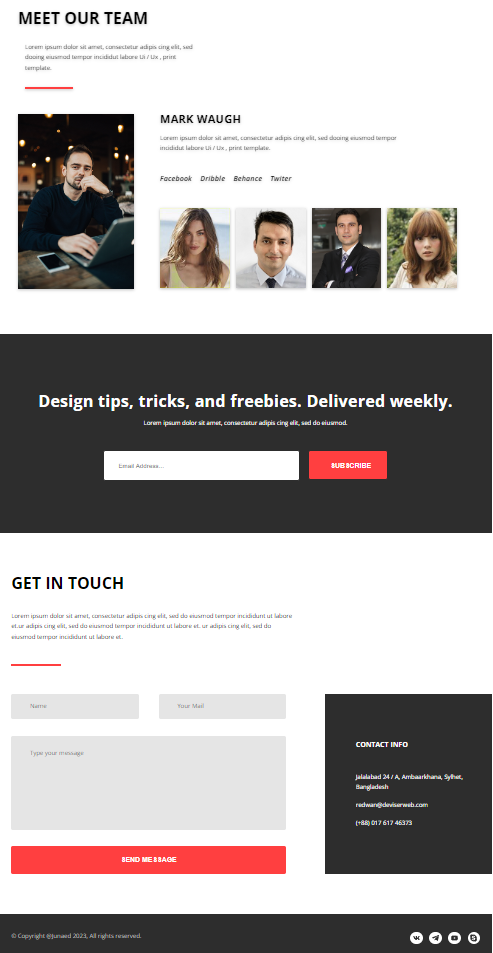 MEET OUR TEAM
Lorem ipsum dolor sit amet, consectetur adipis cing elit, sed
dooing eiusmod tempor incididut labore Ui / Ux , print
template.
MARK WAUGH
Lorem ipsum dolor sit amet, consectetur adipis cing elit, sed dooing eiusmod tempor
incididut labore Ui / Ux , print template.
Facebook Dribble Behance Twiter
Design tips, tricks, and freebies. Delivered weekly.
Lorem ipsum dolor sit amet, consectetur adipis cing elit, sed do eiusmod.
Email Address...
SUBSCRIBE
GET IN TOUCH
Lorem ipsum dolor sit amet, consectetur adipis cing elit, sed do eiusmod tempor incididunt ut labore
et.ur adipis cing elit, sed do eiusmod tempor incididunt ut labore et. ur adipis cing elit, sed do
eiusmod tempor incididunt ut labore et.
Name
Your Mail
Type your message
SEND MESSAGE
CONTACT INFO
Jalalabad 24 / A, Ambaarkhana, Sylhet,
Bangladesh
redwan@deviserweb.com
(+88) 017 617 46373
© Copyright @Junaed 2023, All rights reserved.